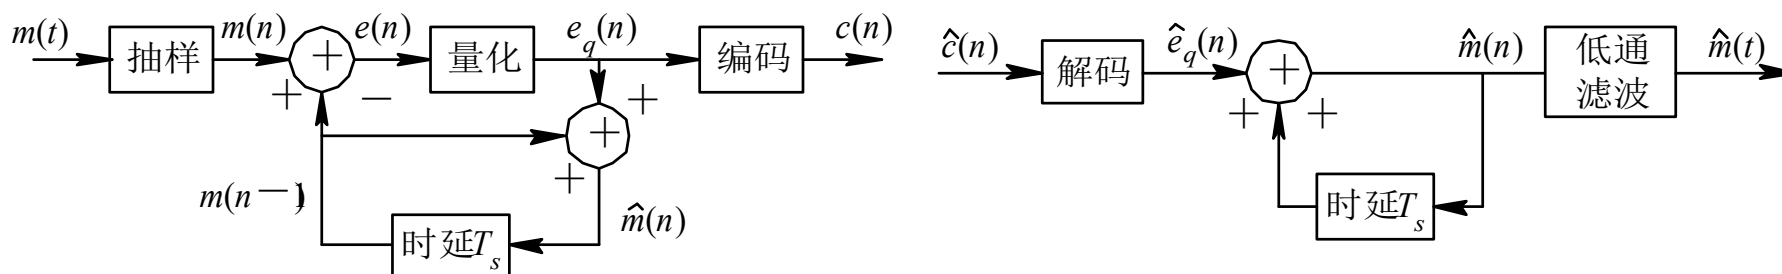 m(t)
抽样
m(n)
+
+
−
e(n)
量化
e_q(n)
编码
c(n)
+
+
+
m(n−1)
时延T_s
m̂(n)
ĉ(n)
解码
ê_q(n)
+
+
+
m̂(n)
低通
滤波
m̂(t)
时延T_s